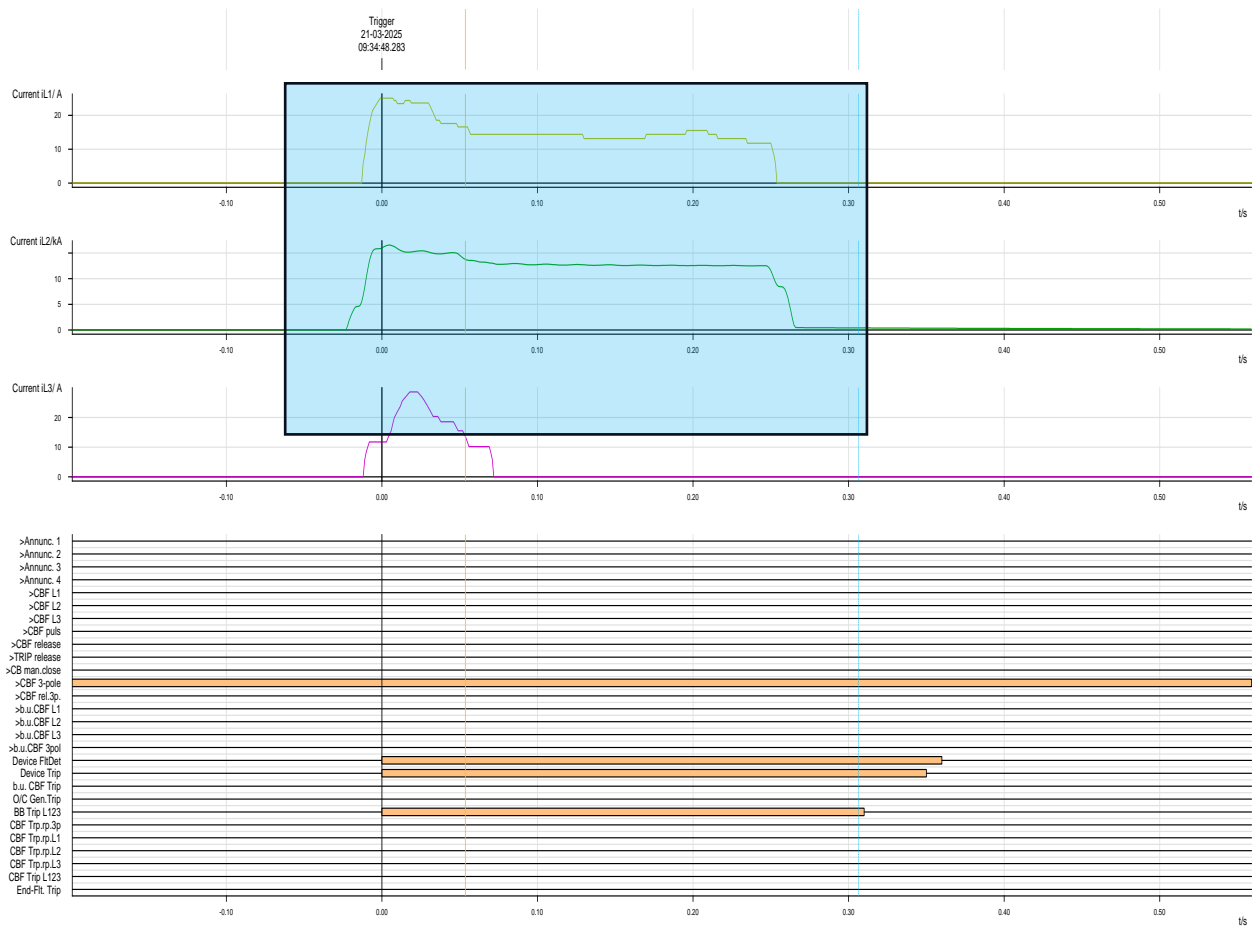 Trigger
21-03-2025
09:34:48.283
Current iL1/ A
20
10
0
-0.10 0.00 0.10 0.20 0.30 0.40 0.50
t/s
Current iL2/kA
10
5
0
-0.10 0.00 0.10 0.20 0.30 0.40 0.50
t/s
Current iL3/ A
20
10
0
-0.10 0.00 0.10 0.20 0.30 0.40 0.50
t/s
>Annunc. 1
>Annunc. 2
>Annunc. 3
>Annunc. 4
>CBF L1
>CBF L2
>CBF L3
>CBF puls
>CBF release
>TRIP release
>CB man.close
>CBF 3-pole
>CBF rel.3p.
>b.u.CBF L1
>b.u.CBF L2
>b.u.CBF L3
>b.u.CBF 3pol
Device FltDet
Device Trip
b.u. CBF Trip
O/C Gen.Trip
BB Trip L123
CBF Trp.rp.3p
CBF Trp.rp.L1
CBF Trp.rp.L2
CBF Trp.rp.L3
CBF Trip L123
End-Flt. Trip
-0.10 0.00 0.10 0.20 0.30 0.40 0.50
t/s